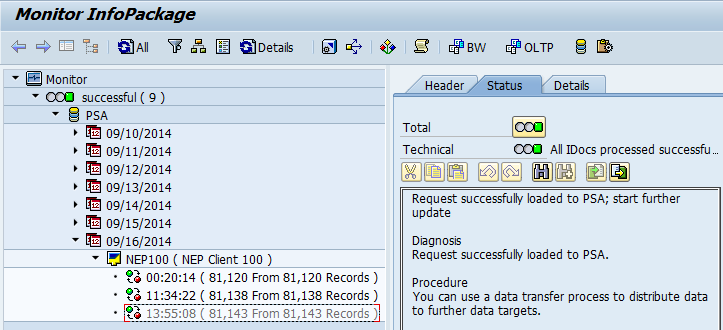 Monitor InfoPackage
All
Details
BW
OLTP
Monitor
successful ( 9 )
PSA
09/10/2014
09/11/2014
09/12/2014
09/13/2014
09/14/2014
09/15/2014
09/16/2014
NEP100 ( NEP Client 100 )
00:20:14 ( 81,120 From 81,120 Records )
11:34:22 ( 81,138 From 81,138 Records )
13:55:08 ( 81,143 From 81,143 Records )
Header
Status
Details
Total
Technical
All IDocs processed successfu...
Request successfully loaded to PSA; start further
update
Diagnosis
Request successfully loaded to PSA.
Procedure
You can use a data transfer process to distribute data
to further data targets.